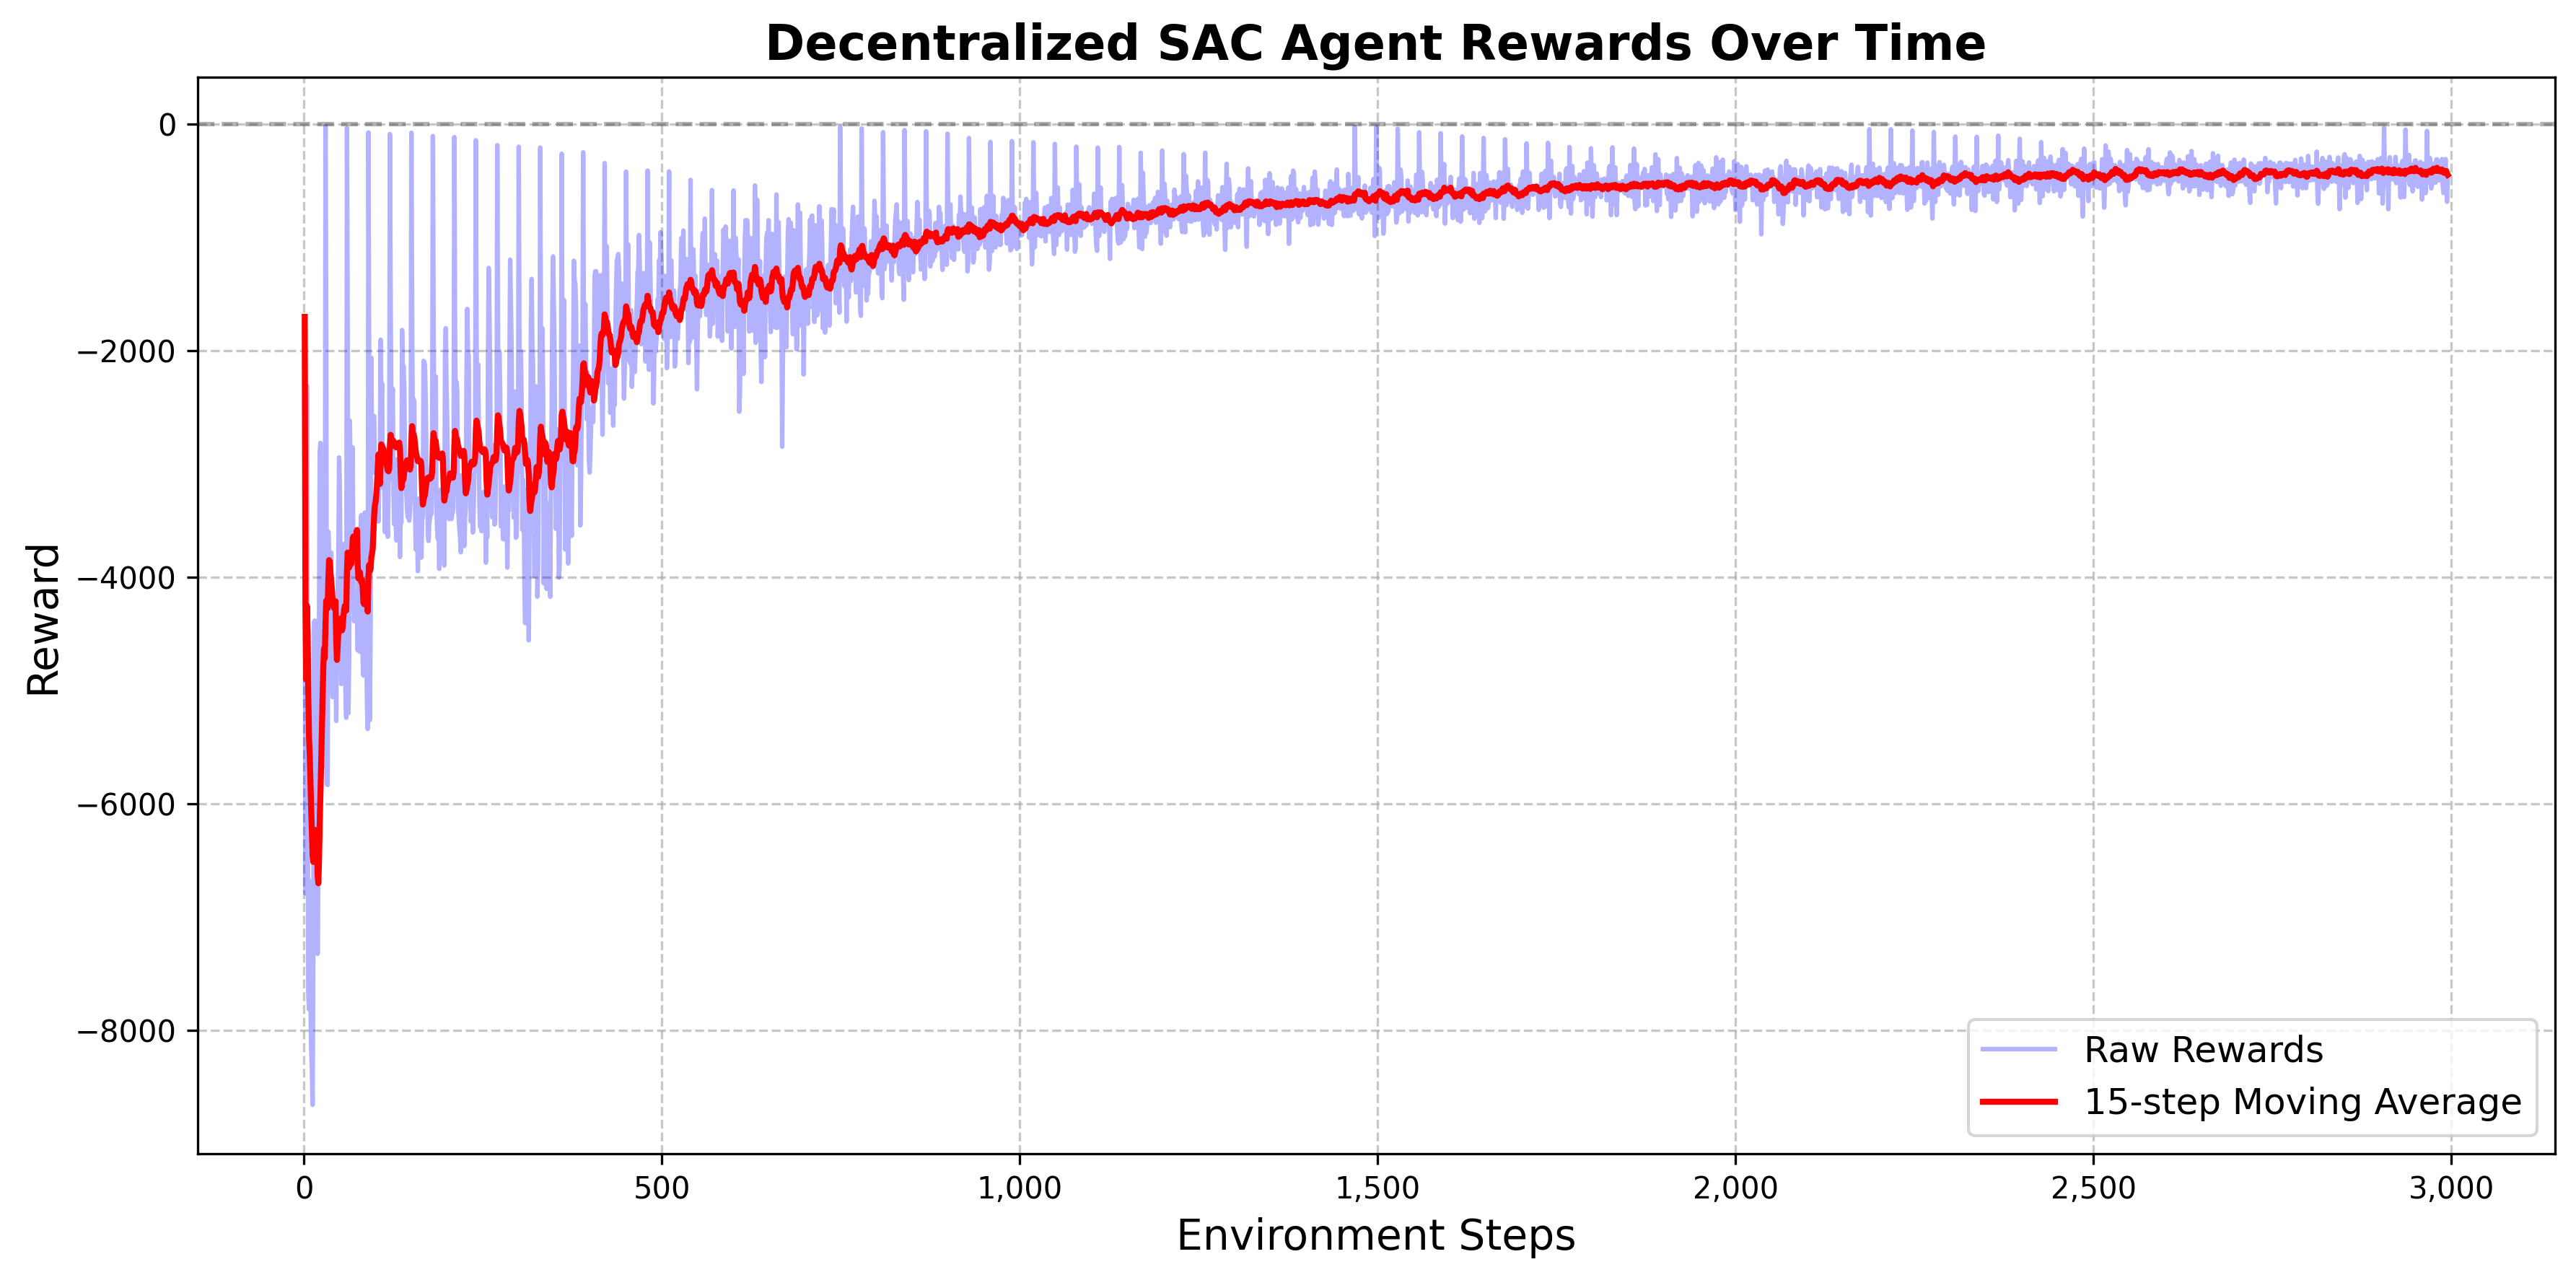 Decentralized SAC Agent Rewards Over Time
Reward
0
−2000
−4000
−6000
−8000
0
500
1,000
1,500
2,000
2,500
3,000
Environment Steps
Raw Rewards
15-step Moving Average